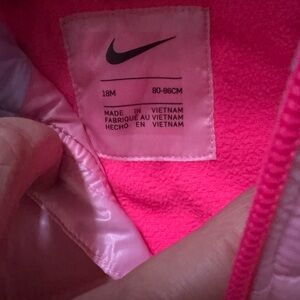 18M 80-86CM
MADE IN VIETNAM
FABRIQUÉ AU VIETNAM
HECHO EN VIETNAM